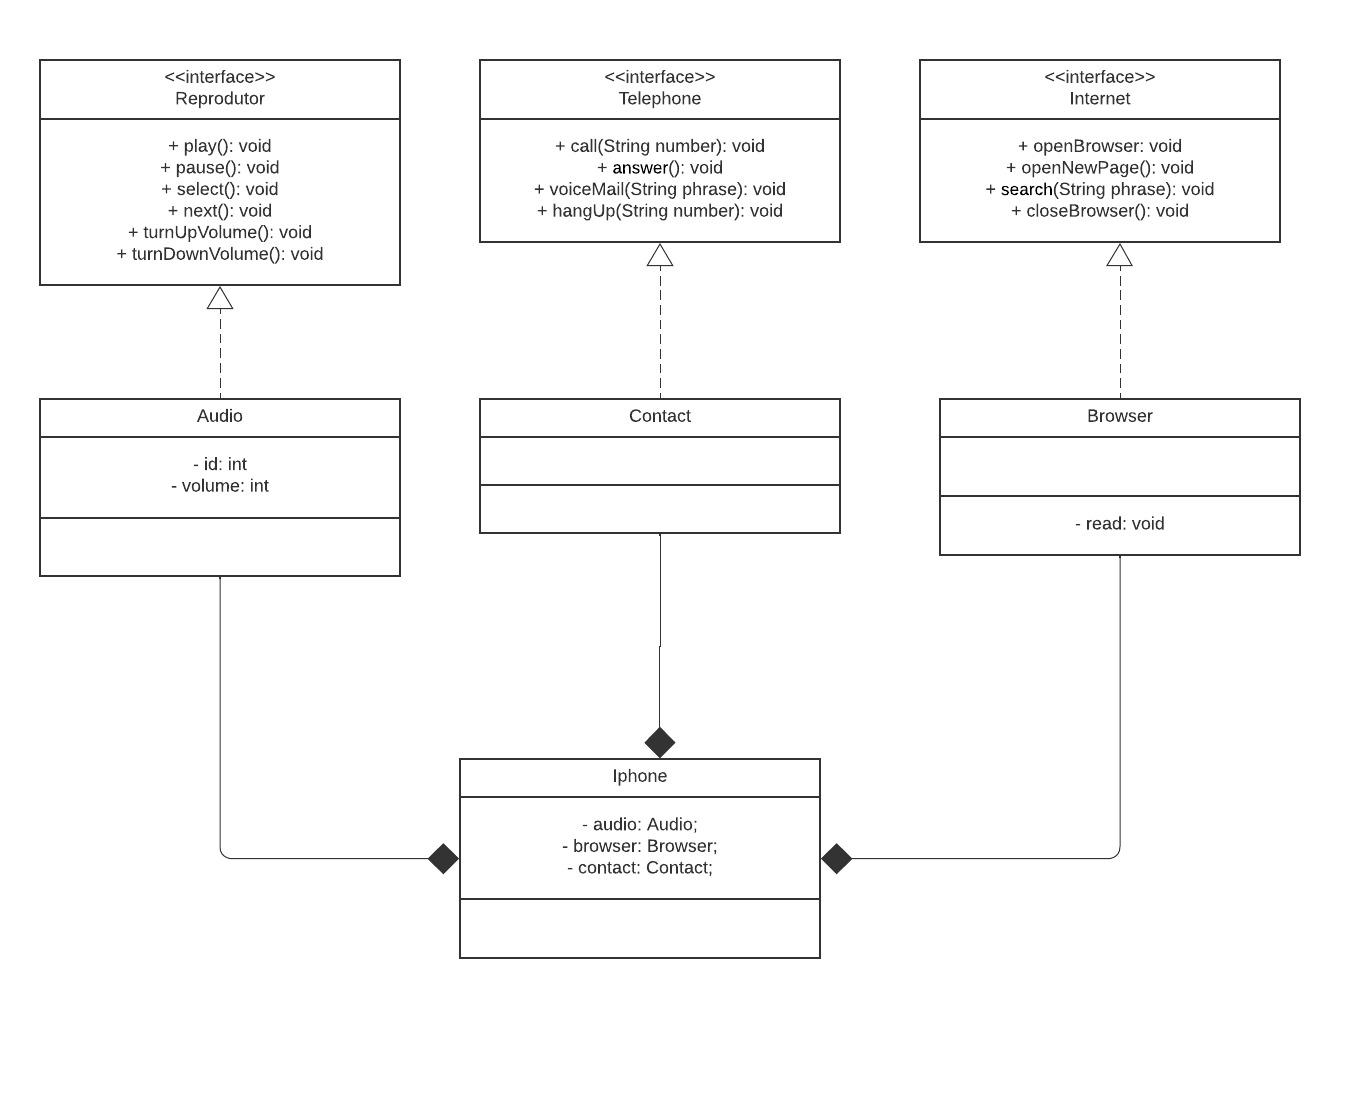 <<interface>>
Reprodutor
+ play(): void
+ pause(): void
+ select(): void
+ next(): void
+ turnUpVolume(): void
+ turnDownVolume(): void
<<interface>>
Telephone
+ call(String number): void
+ answer(): void
+ voiceMail(String phrase): void
+ hangUp(String number): void
<<interface>>
Internet
+ openBrowser: void
+ openNewPage(): void
+ search(String phrase): void
+ closeBrowser(): void
Audio
- id: int
- volume: int
Contact
Browser
- read: void
Iphone
- audio: Audio;
- browser: Browser;
- contact: Contact;